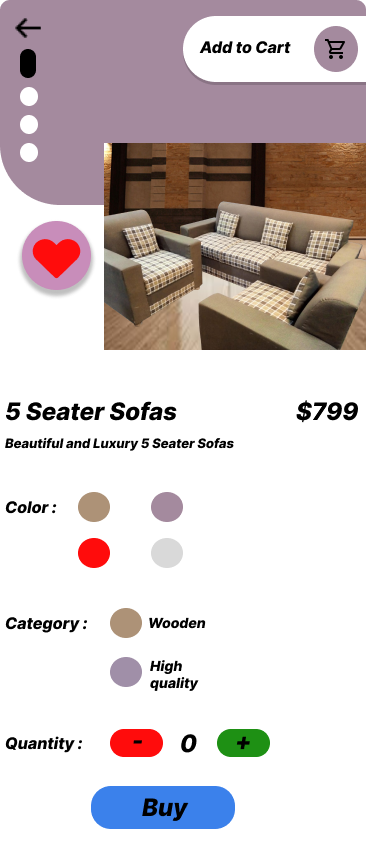 Add to Cart
5 Seater Sofas
$799
Beautiful and Luxury 5 Seater Sofas
Color :
Category :
Wooden
High
quality
Quantity :
-
0
+
Buy